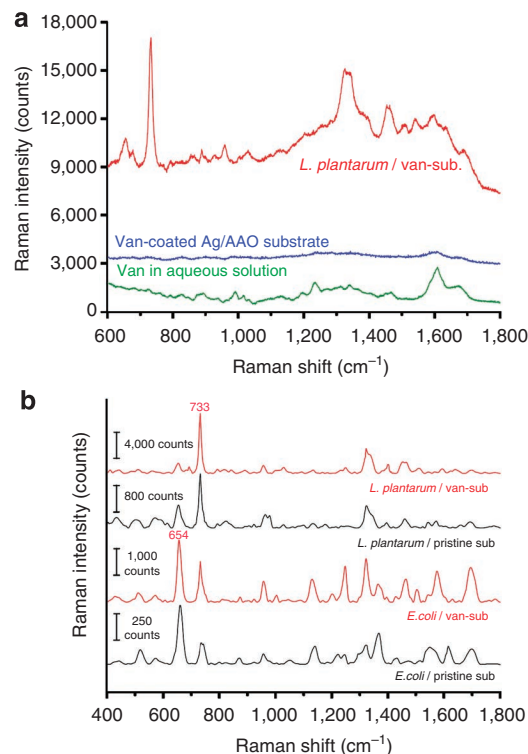 a
18,000
15,000
12,000
9,000
6,000
3,000
0
Raman intensity (counts)
L. plantarum / van-sub.
Van-coated Ag/AAO substrate
Van in aqueous solution
600 800 1,000 1,200 1,400 1,600 1,800
Raman shift (cm⁻¹)
b
Raman intensity (counts)
733
4,000 counts
L. plantarum / van-sub
800 counts
L. plantarum / pristine sub
654
1,000
counts
E.coli / van-sub
250
counts
E.coli / pristine sub
400 600 800 1,000 1,200 1,400 1,600 1,800
Raman shift (cm⁻¹)